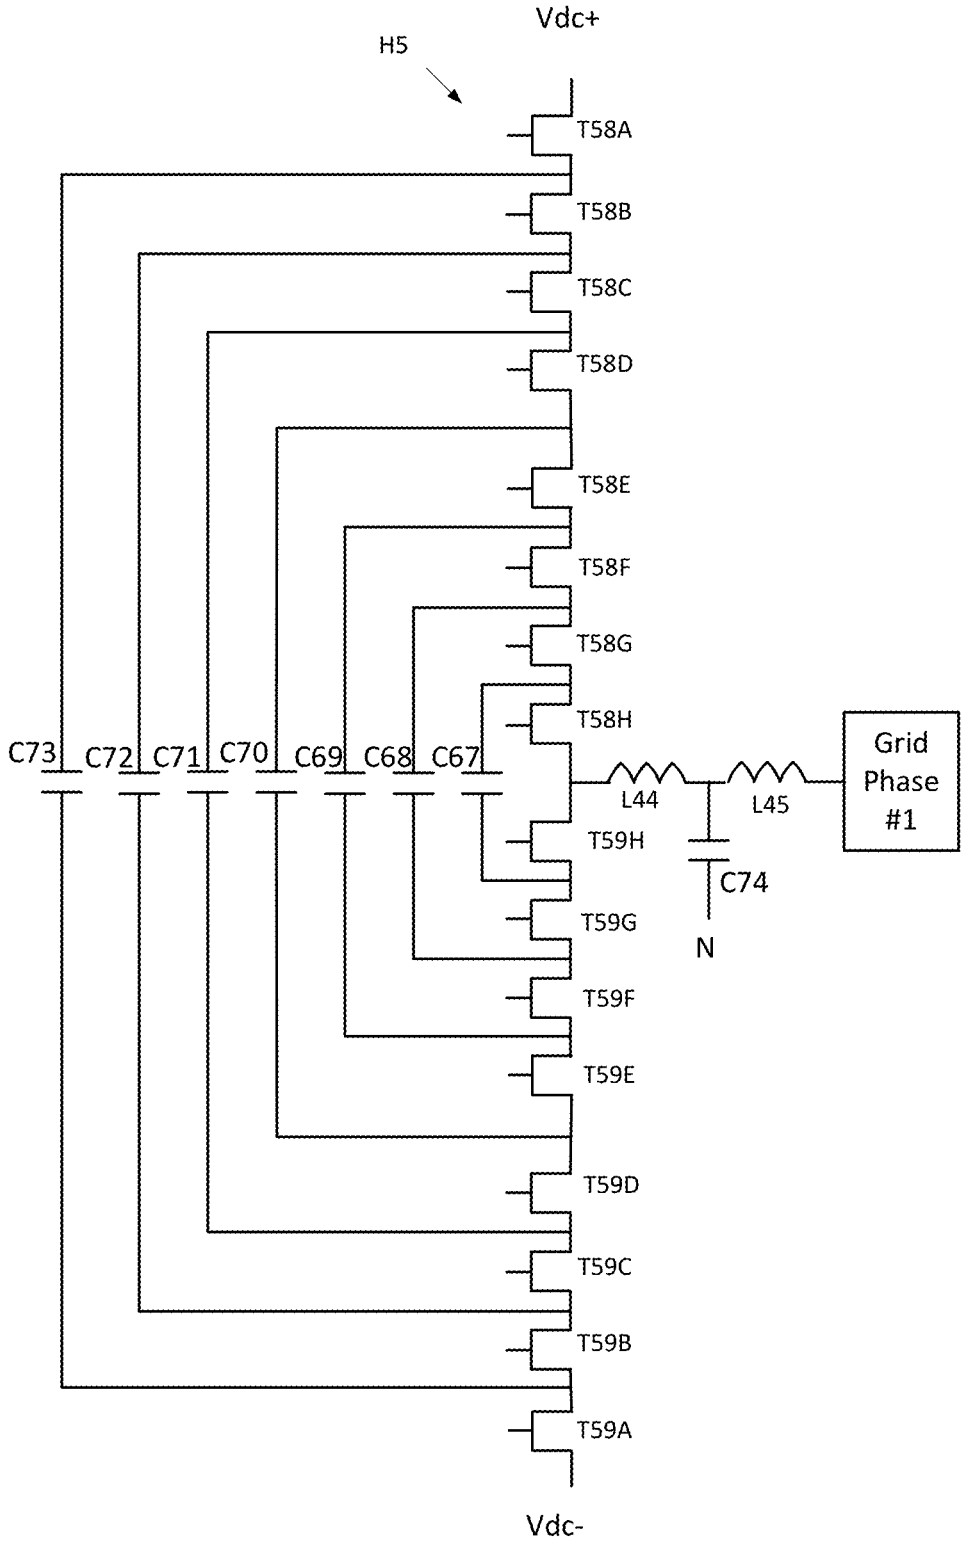 Vdc+
H5
T58A
T58B
T58C
T58D
T58E
T58F
T58G
T58H
C73
C72
C71
C70
C69
C68
C67
L44
L45
Grid
Phase
#1
T59H
C74
T59G
N
T59F
T59E
T59D
T59C
T59B
T59A
Vdc-